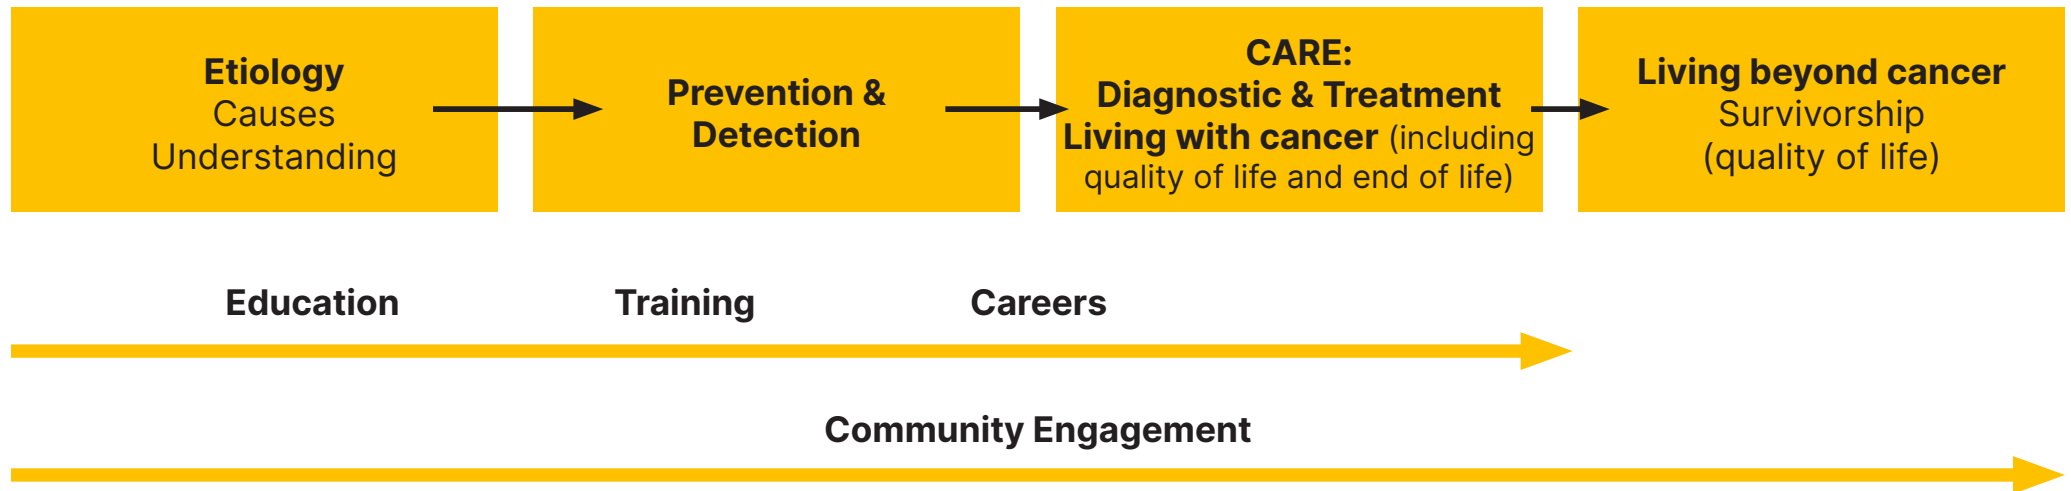 Etiology
Causes
Understanding
Prevention &
Detection
CARE:
Diagnostic & Treatment
Living with cancer (including
quality of life and end of life)
Living beyond cancer
Survivorship
(quality of life)
Education Training Careers
Community Engagement